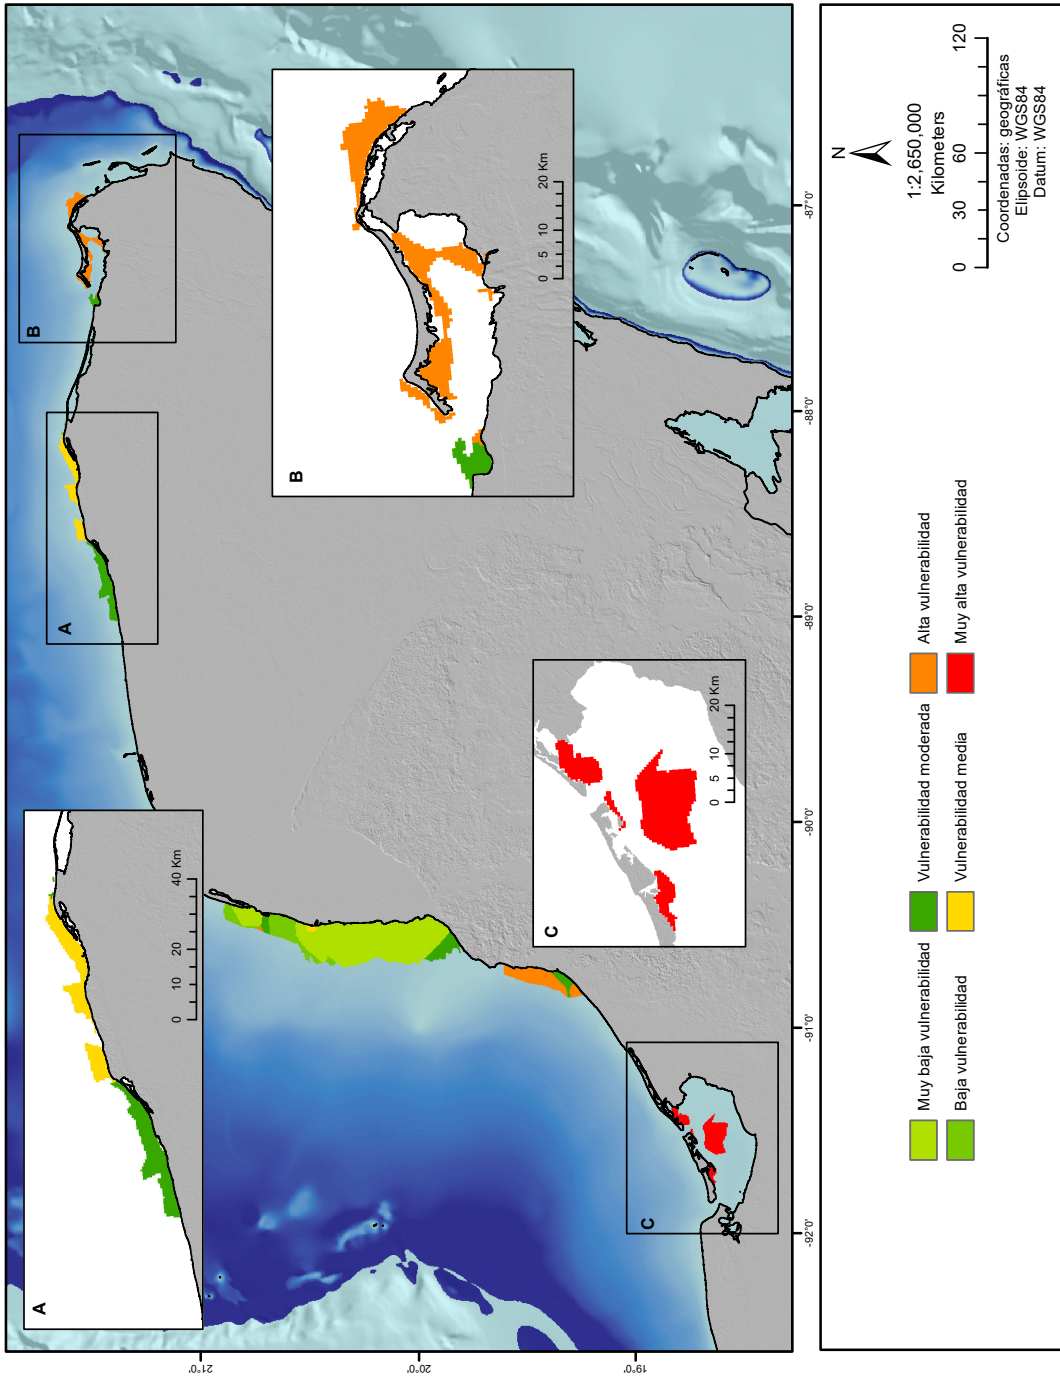 A
0 10 20 40 Km
B
A
B
0 5 10 20 Km
C
0 5 10 20 Km
C
21°0'
20°0'
19°0'
-92°0'
-91°0'
-90°0'
-89°0'
-88°0'
-87°0'
Muy baja vulnerabilidad
Baja vulnerabilidad
Vulnerabilidad moderada
Vulnerabilidad media
Alta vulnerabilidad
Muy alta vulnerabilidad
N
1:2,650,000
Kilometers
0 30 60 120
Coordenadas: geográficas
Elipsoide: WGS84
Datum: WGS84